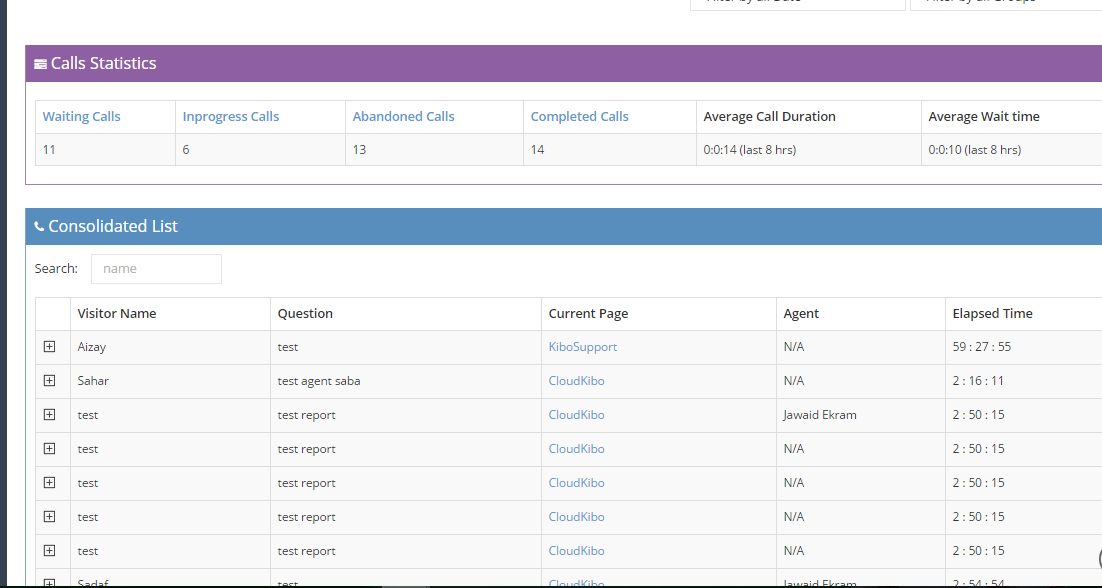 Calls Statistics
Waiting Calls Inprogress Calls Abandoned Calls Completed Calls Average Call Duration Average Wait time
11 6 13 14 0:0:14 (last 8 hrs) 0:0:10 (last 8 hrs)
Consolidated List
Search: name
Visitor Name Question Current Page Agent Elapsed Time
Aizay test KiboSupport N/A 59 : 27 : 55
Sahar test agent saba CloudKibo N/A 2 : 16 : 11
test test report CloudKibo Jawaid Ekram 2 : 50 : 15
test test report CloudKibo N/A 2 : 50 : 15
test test report CloudKibo N/A 2 : 50 : 15
test test report CloudKibo N/A 2 : 50 : 15
test test report CloudKibo N/A 2 : 50 : 15
Sadaf test CloudKibo Jawaid Ekram 2 : 54 : 54